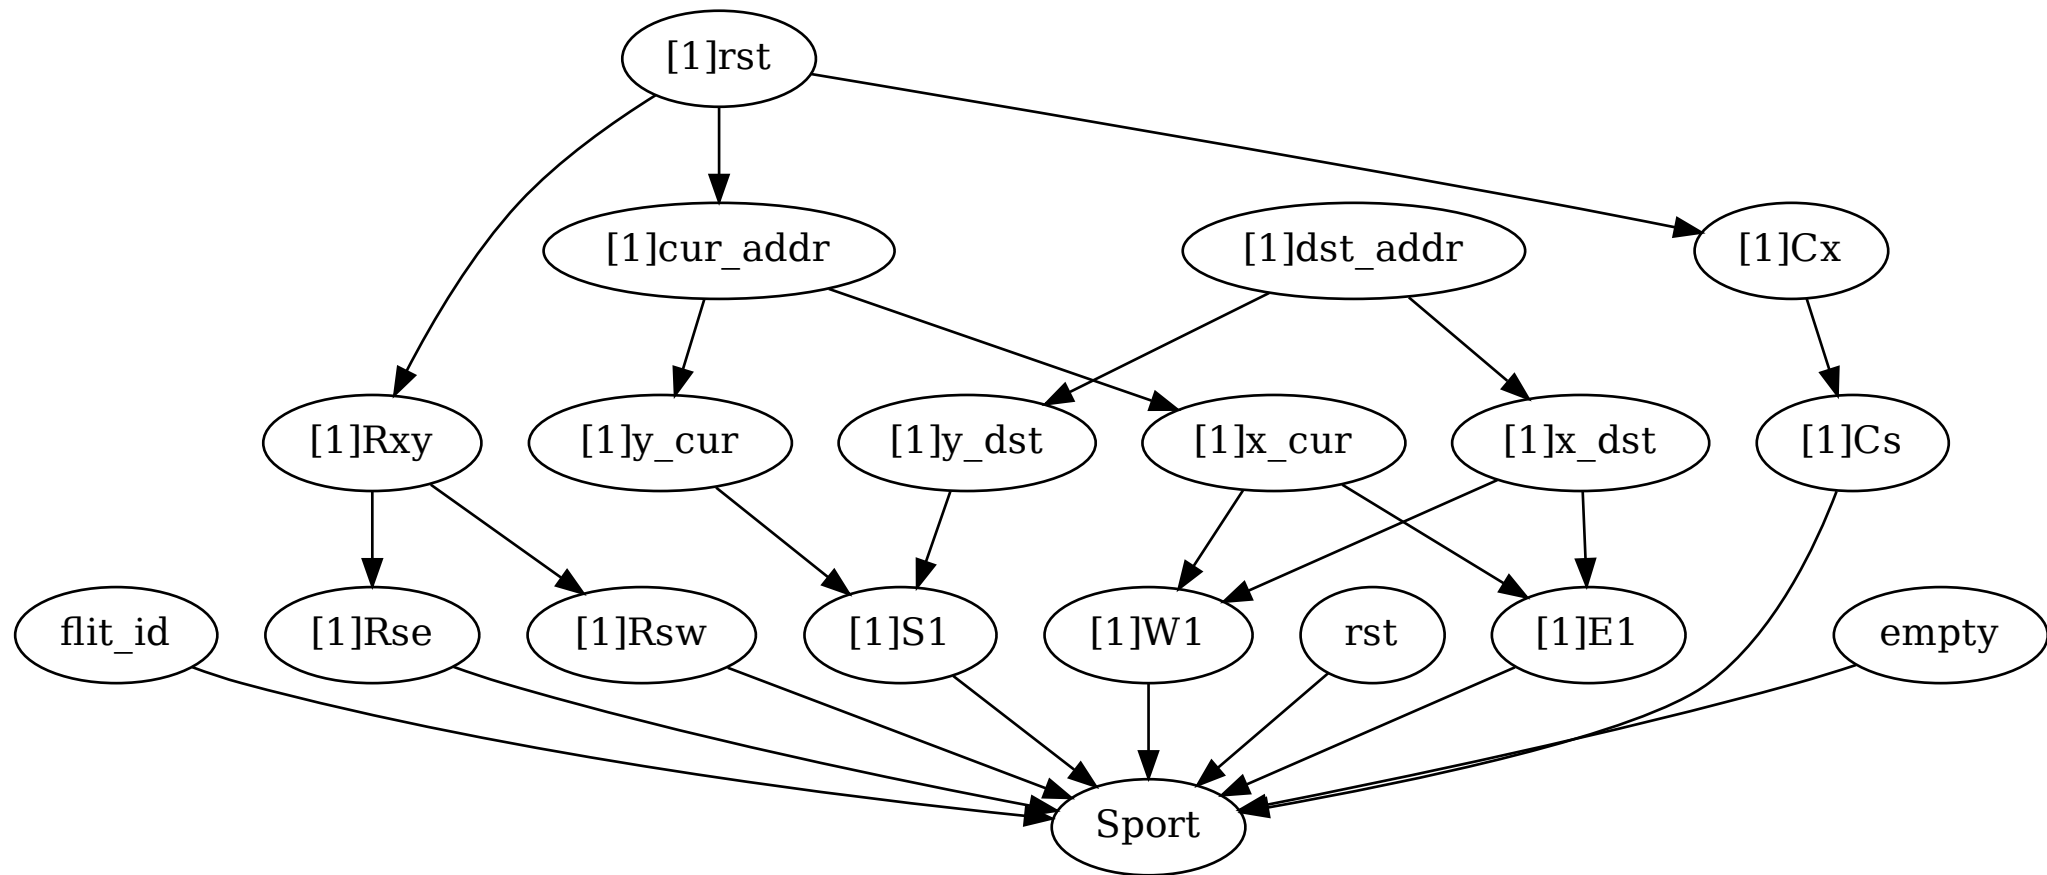 [1]rst
[1]cur_addr
[1]dst_addr
[1]Cx
[1]Rxy
[1]y_cur
[1]y_dst
[1]x_cur
[1]x_dst
[1]Cs
flit_id
[1]Rse
[1]Rsw
[1]S1
[1]W1
rst
[1]E1
empty
Sport